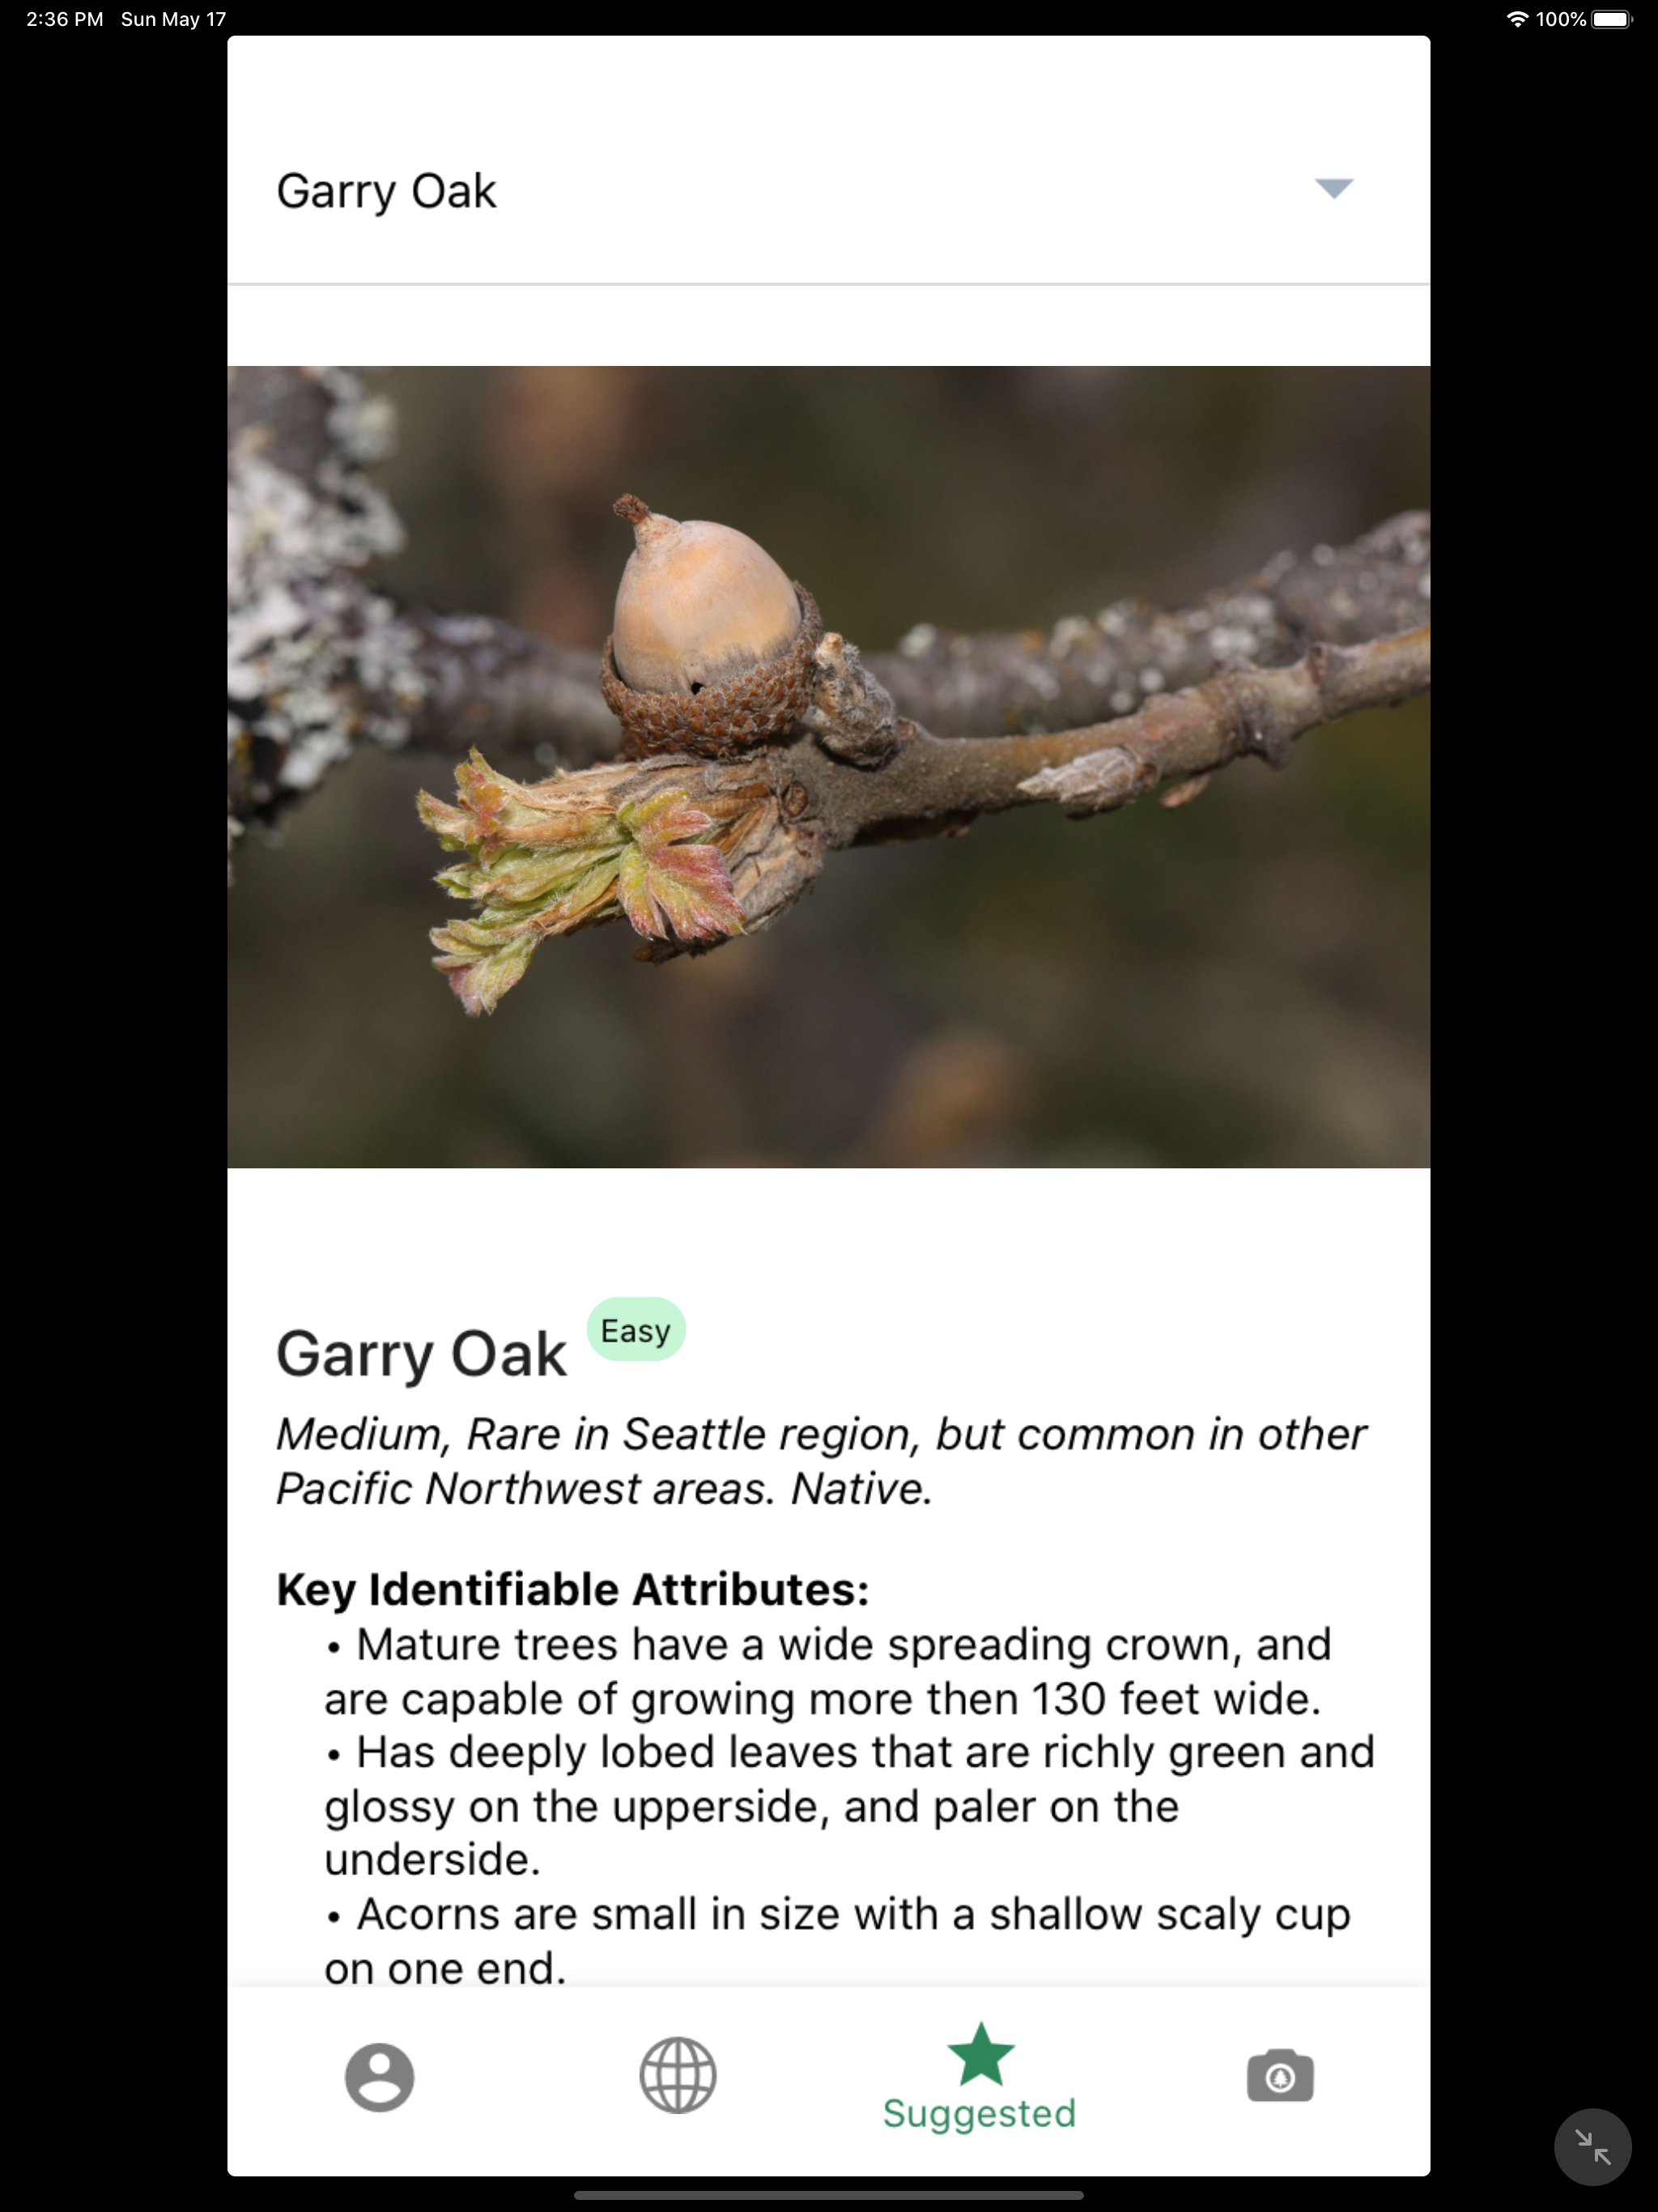 2:36 PM Sun May 17
100%
Garry Oak
Garry Oak Easy
Medium, Rare in Seattle region, but common in other
Pacific Northwest areas. Native.
Key Identifiable Attributes:
• Mature trees have a wide spreading crown, and
are capable of growing more then 130 feet wide.
• Has deeply lobed leaves that are richly green and
glossy on the upperside, and paler on the
underside.
• Acorns are small in size with a shallow scaly cup
on one end.
Suggested